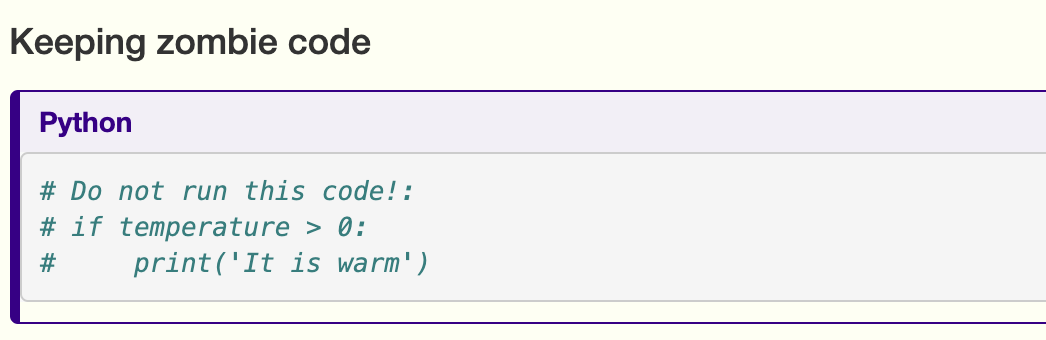 Keeping zombie code
Python
# Do not run this code!:
# if temperature > 0:
#     print('It is warm')